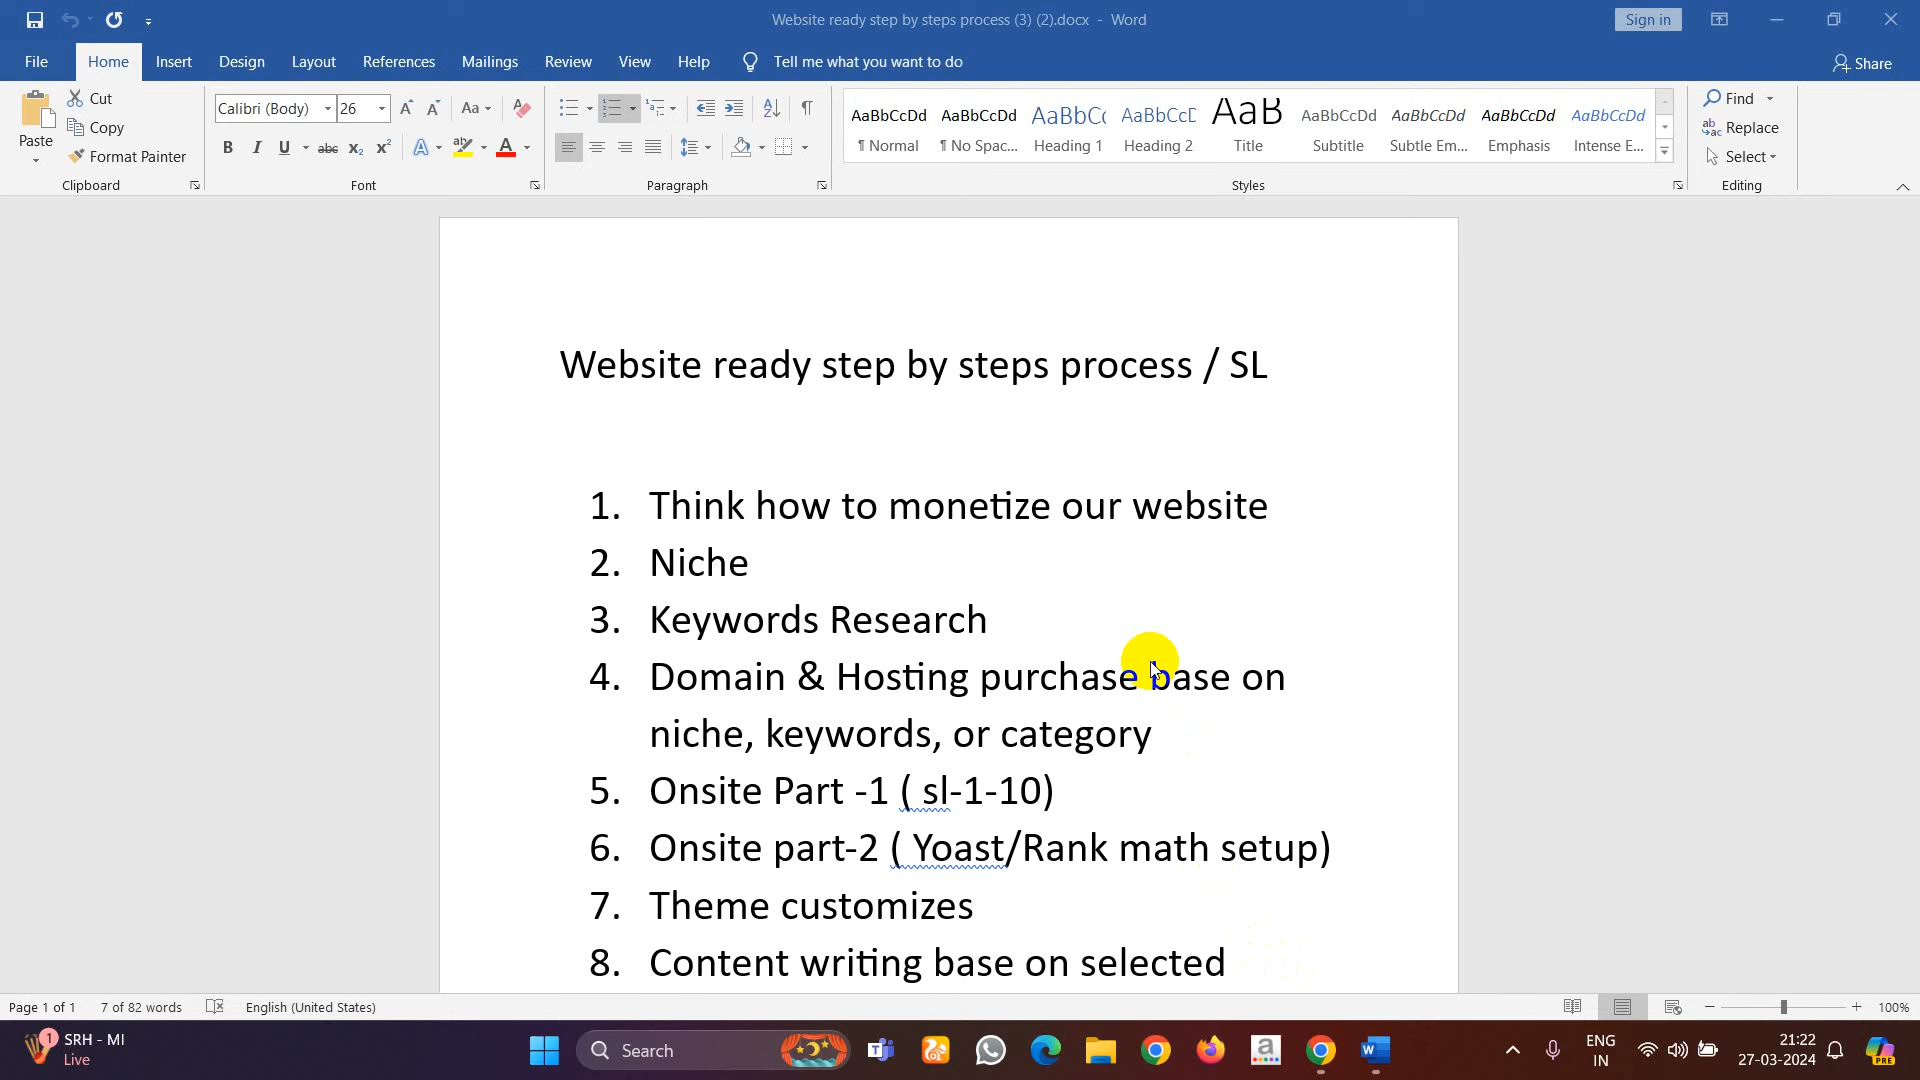 Website ready step by steps process (3) (2).docx - Word
Sign in
File Home Insert Design Layout References Mailings Review View Help Tell me what you want to do Share
Paste
Cut
Copy
Format Painter
Clipboard
Calibri (Body) 26
Font
Paragraph
AaBbCcDd AaBbCcDd AaBbCc AaBbCcE AaB AaBbCcDd AaBbCcDd AaBbCcDd AaBbCcDd
¶ Normal ¶ No Spac... Heading 1 Heading 2 Title Subtitle Subtle Em... Emphasis Intense E...
Styles
Find
Replace
Select
Editing
Website ready step by steps process / SL
1. Think how to monetize our website
2. Niche
3. Keywords Research
4. Domain & Hosting purchase base on
niche, keywords, or category
5. Onsite Part -1 ( sl-1-10)
6. Onsite part-2 ( Yoast/Rank math setup)
7. Theme customizes
8. Content writing base on selected
Page 1 of 1 7 of 82 words English (United States) 100%
1
SRH - MI
Live
Search
ENG
IN
21:22
27-03-2024
PRE